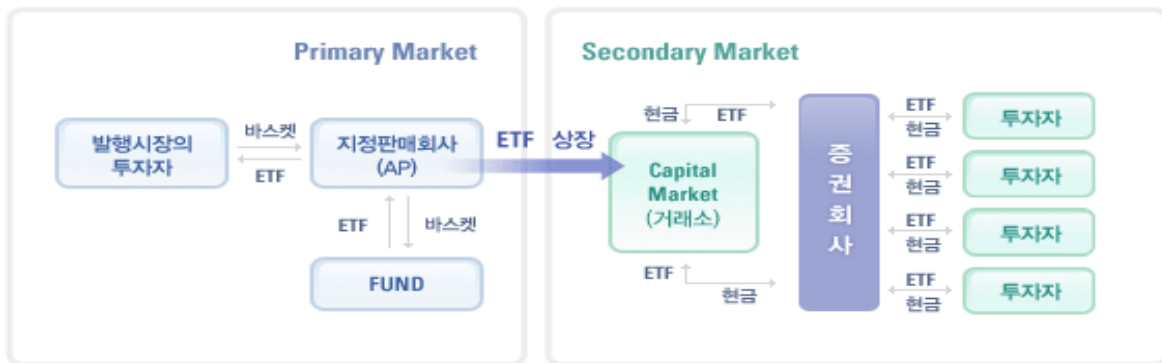 Primary Market
발행시장의
투자자
바스켓
ETF
지정판매회사
(AP)
ETF
바스켓
FUND
ETF 상장
Secondary Market
현금
ETF
Capital
Market
(거래소)
ETF
현금
증
권
회
사
ETF
현금
투자자
ETF
현금
투자자
ETF
현금
투자자
ETF
현금
투자자